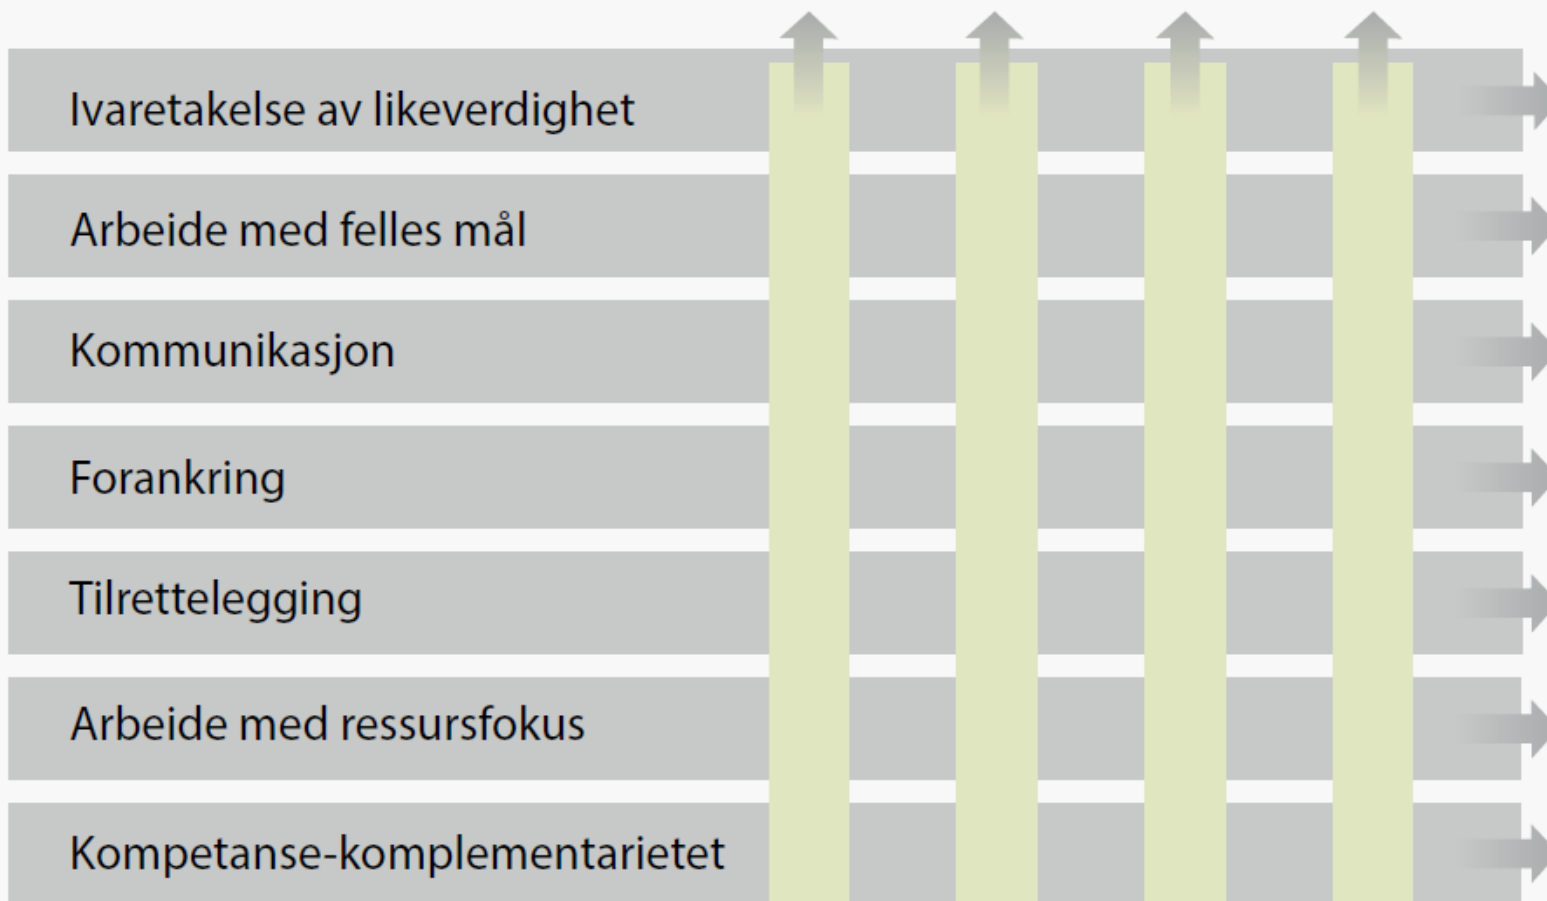 Ivaretakelse av likeverdighet
Arbeide med felles mål
Kommunikasjon
Forankring
Tilrettelegging
Arbeide med ressursfokus
Kompetanse-komplementarietet